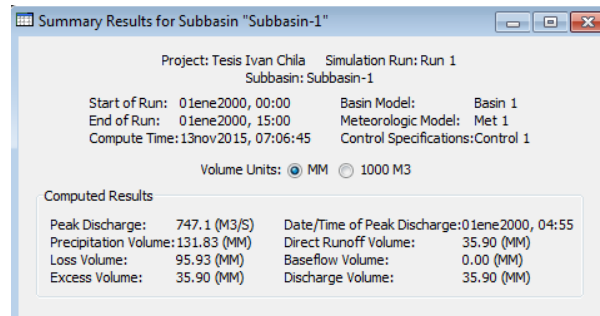 Summary Results for Subbasin "Subbasin-1"
Project: Tesis Ivan Chila Simulation Run: Run 1
Subbasin: Subbasin-1
Start of Run: 01ene2000, 00:00 Basin Model: Basin 1
End of Run: 01ene2000, 15:00 Meteorologic Model: Met 1
Compute Time:13nov2015, 07:06:45 Control Specifications:Control 1
Volume Units: MM 1000 M3
Computed Results
Peak Discharge: 747.1 (M3/S) Date/Time of Peak Discharge:01ene2000, 04:55
Precipitation Volume:131.83 (MM) Direct Runoff Volume: 35.90 (MM)
Loss Volume: 95.93 (MM) Baseflow Volume: 0.00 (MM)
Excess Volume: 35.90 (MM) Discharge Volume: 35.90 (MM)